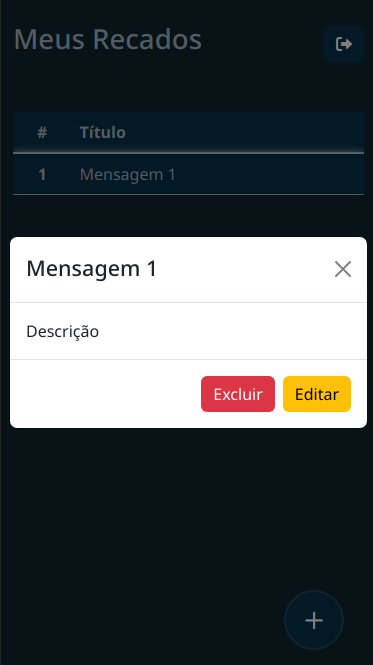 Meus Recados
# Título
1 Mensagem 1
Mensagem 1
Descrição
Excluir Editar